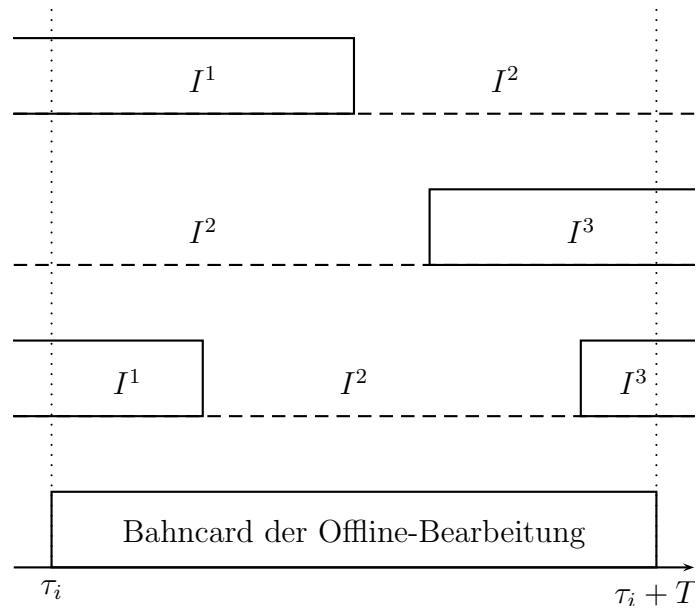 I¹ I²
I² I³
I¹ I² I³
Bahncard der Offline-Bearbeitung
τᵢ τᵢ + T